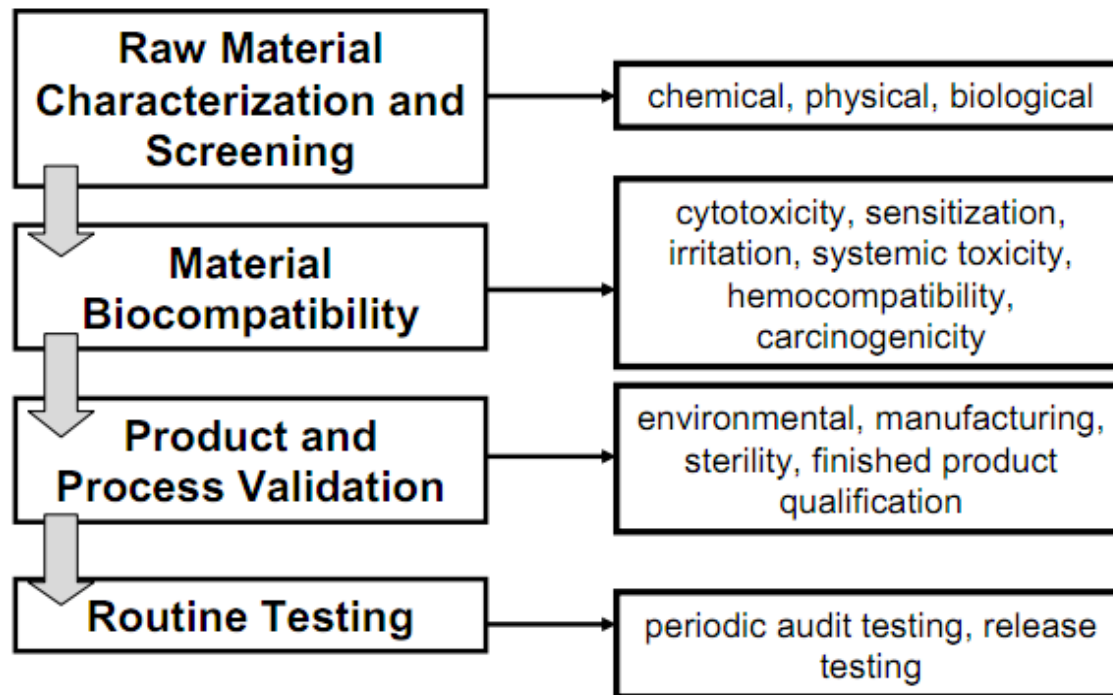 Raw Material
Characterization and
Screening
chemical, physical, biological
Material
Biocompatibility
cytotoxicity, sensitization,
irritation, systemic toxicity,
hemocompatibility,
carcinogenicity
Product and
Process Validation
environmental, manufacturing,
sterility, finished product
qualification
Routine Testing
periodic audit testing, release
testing